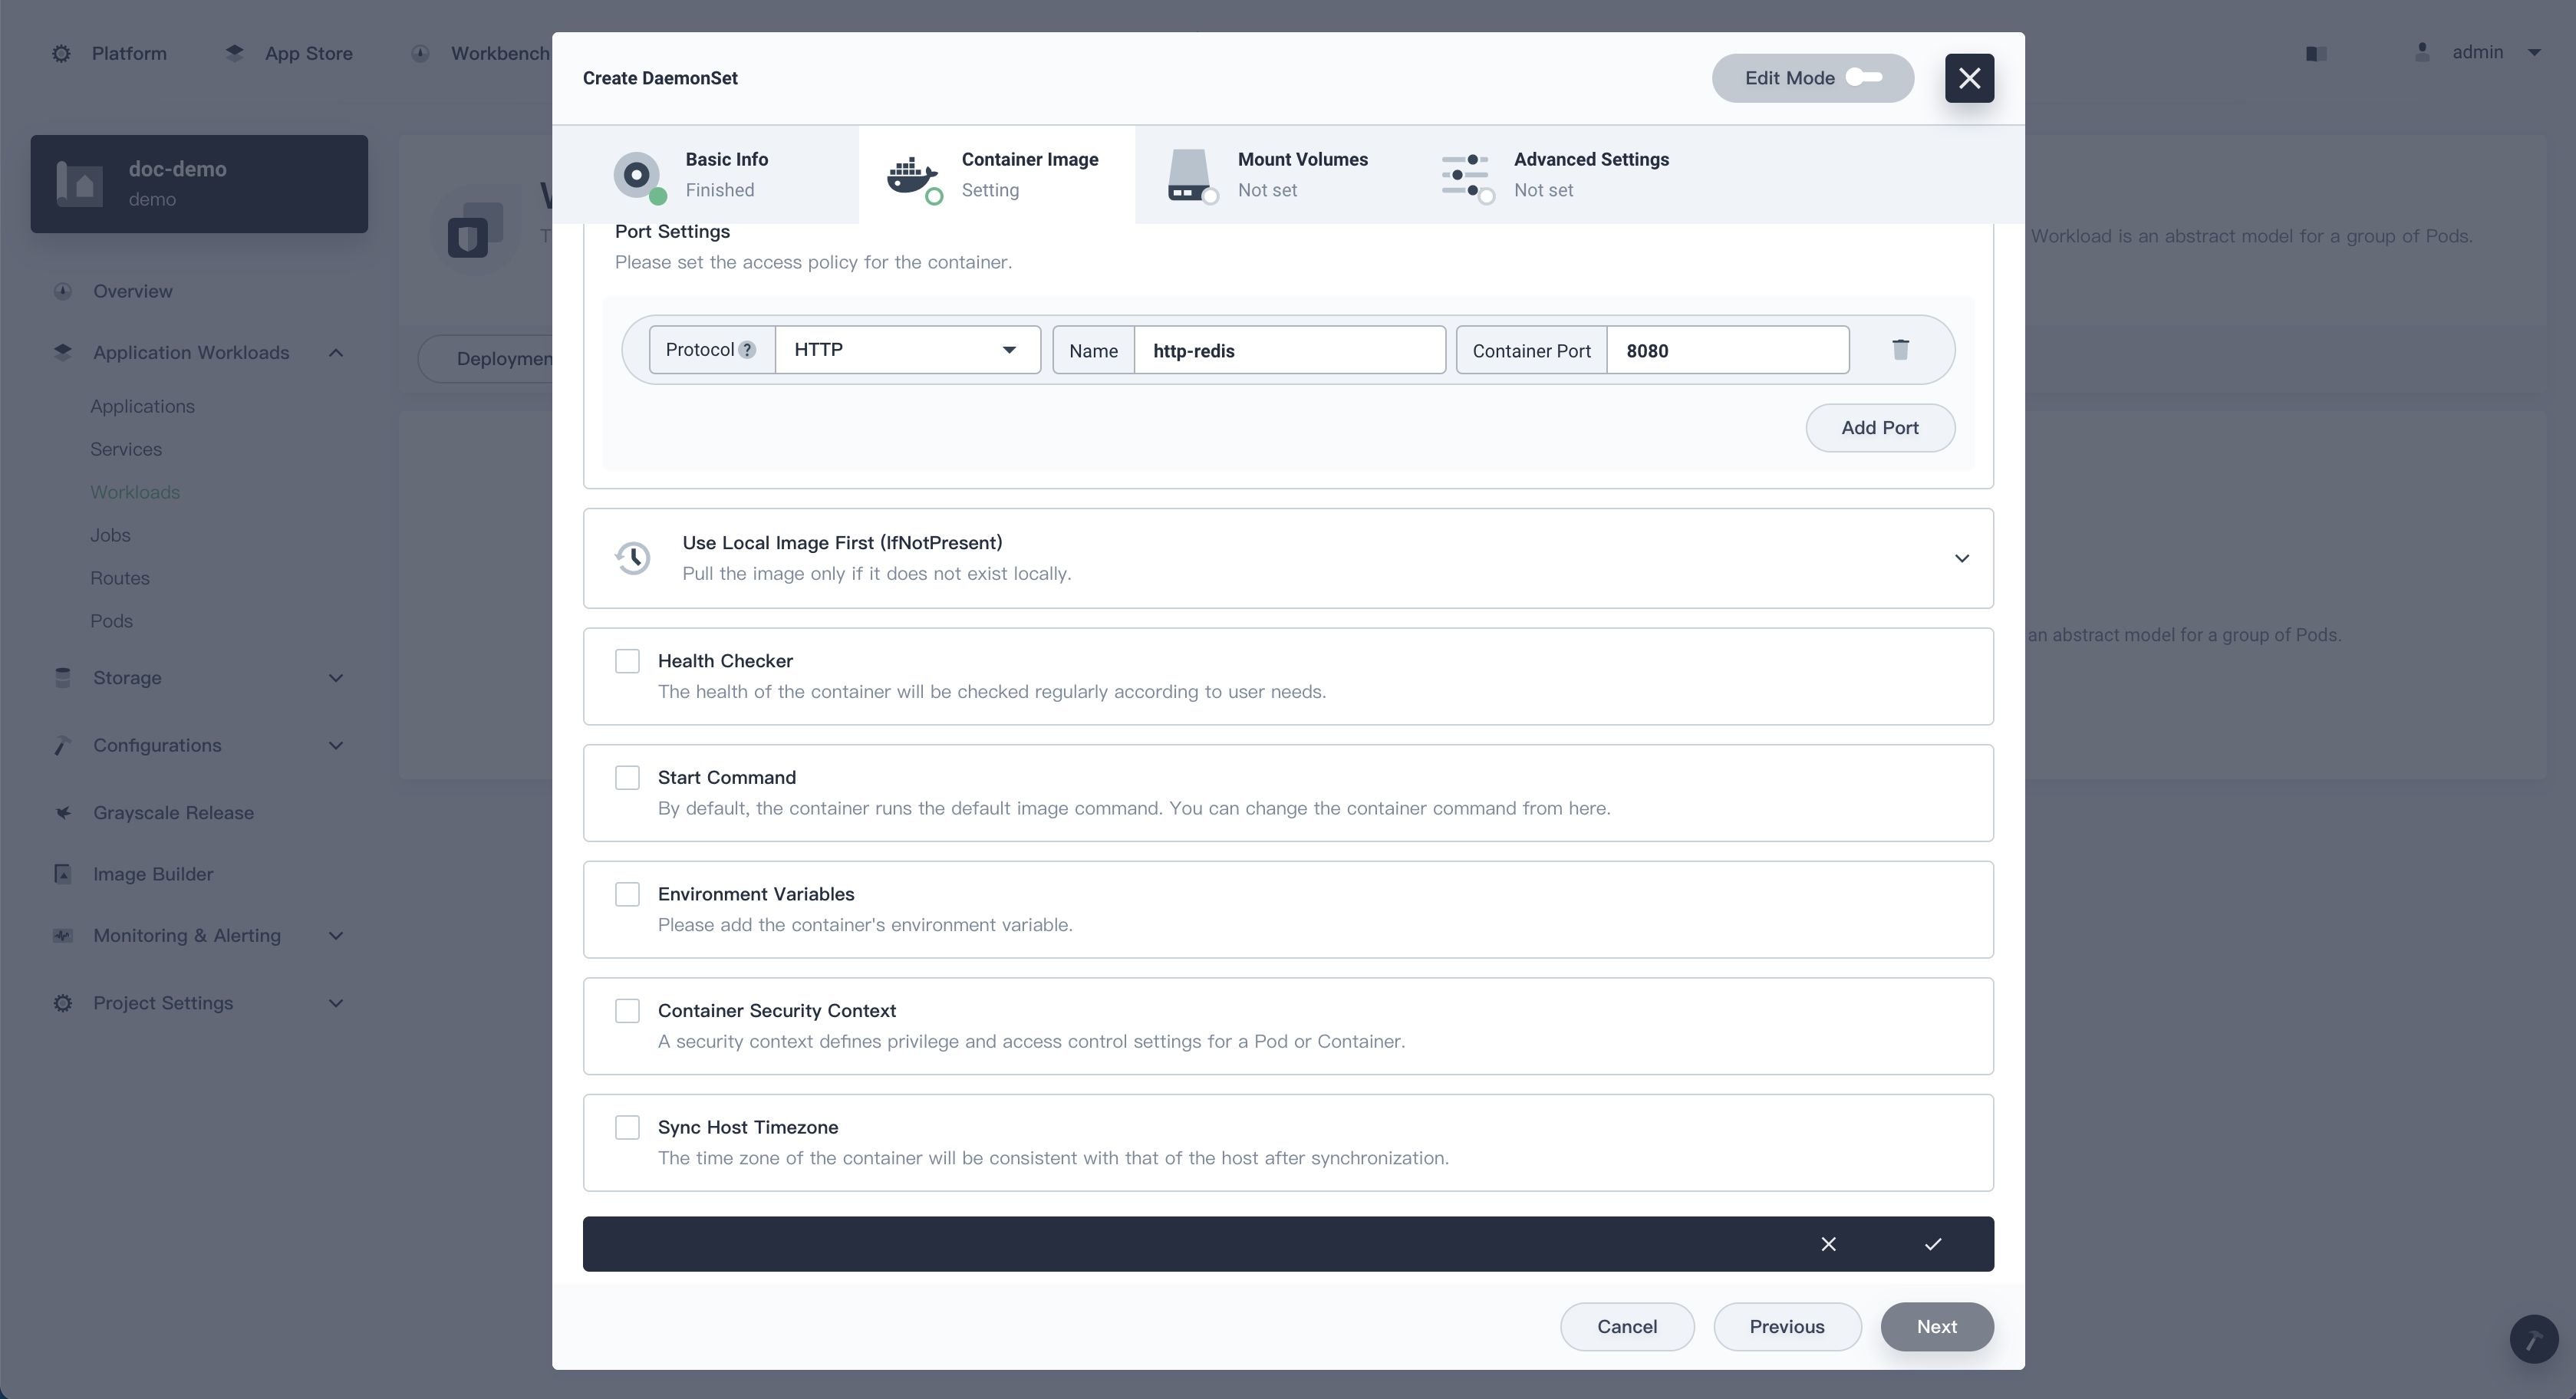 Platform
App Store
Workbench
admin
doc-demo
demo
Overview
Application Workloads
Applications
Services
Workloads
Jobs
Routes
Pods
Storage
Configurations
Grayscale Release
Image Builder
Monitoring & Alerting
Project Settings
Workload is an abstract model for a group of Pods.
Deploymen
an abstract model for a group of Pods.
Create DaemonSet
Edit Mode
Basic Info
Finished
Container Image
Setting
Mount Volumes
Not set
Advanced Settings
Not set
Port Settings
Please set the access policy for the container.
Protocol ? HTTP Name http-redis Container Port 8080
Add Port
Use Local Image First (IfNotPresent)
Pull the image only if it does not exist locally.
Health Checker
The health of the container will be checked regularly according to user needs.
Start Command
By default, the container runs the default image command. You can change the container command from here.
Environment Variables
Please add the container's environment variable.
Container Security Context
A security context defines privilege and access control settings for a Pod or Container.
Sync Host Timezone
The time zone of the container will be consistent with that of the host after synchronization.
Cancel
Previous
Next